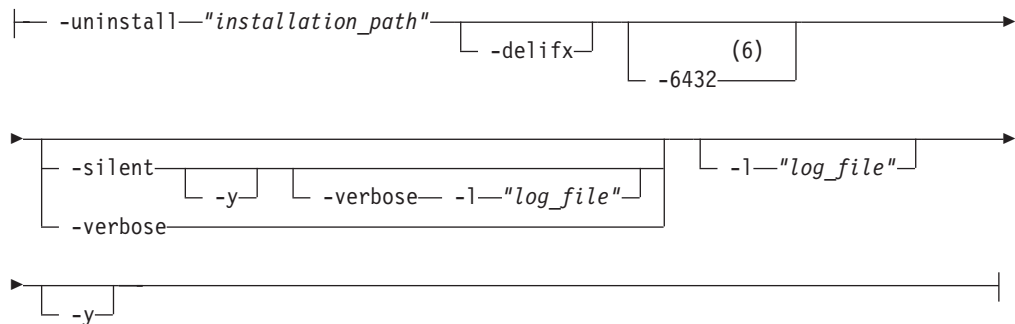 -uninstall "installation_path"
-delifx
(6)
-6432
-silent
-y
-verbose -l "log_file"
-l "log_file"
-verbose
-y